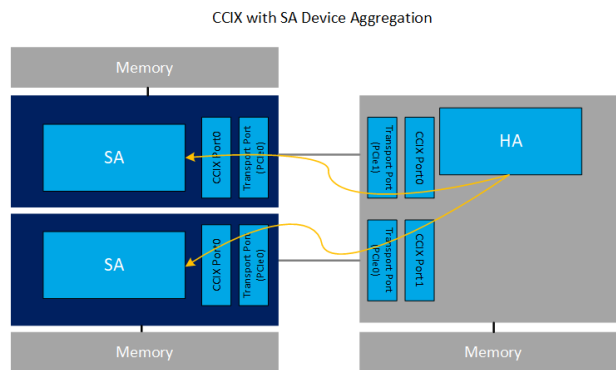 CCIX with SA Device Aggregation
Memory
SA
CCIX Port0
Transport Port
(PCIe0)
Transport Port
(PCIe1)
CCIX Port0
HA
SA
CCIX Port0
Transport Port
(PCIe0)
Transport Port
(PCIe0)
CCIX Port1
Memory
Memory